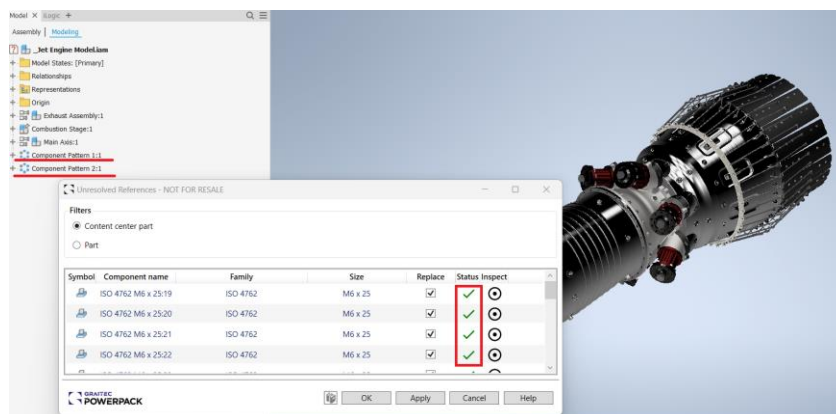 Model × iLogic +
Assembly | Modeling
_Jet Engine Model.iam
Model States: [Primary]
Relationships
Representations
Origin
Exhaust Assembly:1
Combustion Stage:1
Main Axis:1
Component Pattern 1:1
Component Pattern 2:1
Unresolved References - NOT FOR RESALE
Filters
Content center part
Part
Symbol Component name Family Size Replace Status Inspect
ISO 4762 M6 x 25:19 ISO 4762 M6 x 25
ISO 4762 M6 x 25:20 ISO 4762 M6 x 25
ISO 4762 M6 x 25:21 ISO 4762 M6 x 25
ISO 4762 M6 x 25:22 ISO 4762 M6 x 25
GRAITEC
POWERPACK
OK Apply Cancel Help